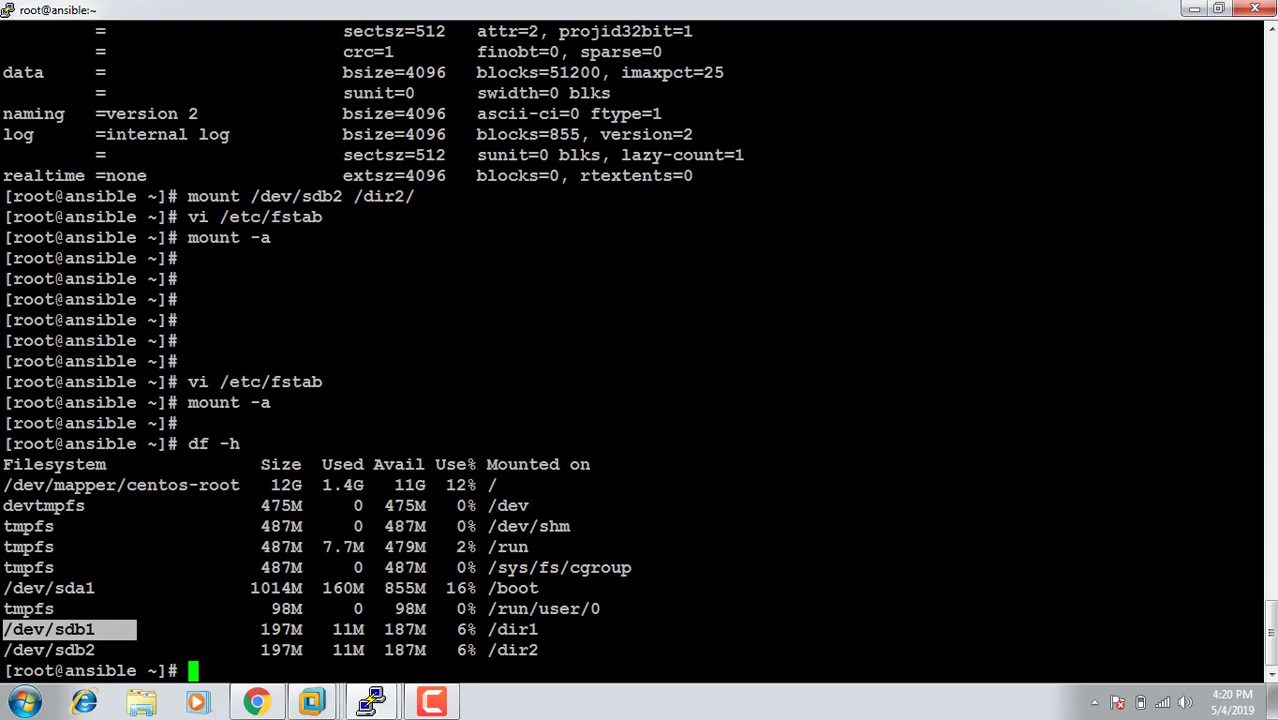 root@ansible:~
         =                       sectsz=512   attr=2, projid32bit=1
         =                       crc=1        finobt=0, sparse=0
data     =                       bsize=4096   blocks=51200, imaxpct=25
         =                       sunit=0      swidth=0 blks
naming   =version 2              bsize=4096   ascii-ci=0 ftype=1
log      =internal log           bsize=4096   blocks=855, version=2
         =                       sectsz=512   sunit=0 blks, lazy-count=1
realtime =none                   extsz=4096   blocks=0, rtextents=0
[root@ansible ~]# mount /dev/sdb2 /dir2/
[root@ansible ~]# vi /etc/fstab
[root@ansible ~]# mount -a
[root@ansible ~]#
[root@ansible ~]#
[root@ansible ~]#
[root@ansible ~]#
[root@ansible ~]#
[root@ansible ~]#
[root@ansible ~]# vi /etc/fstab
[root@ansible ~]# mount -a
[root@ansible ~]#
[root@ansible ~]# df -h
Filesystem               Size  Used Avail Use% Mounted on
/dev/mapper/centos-root   12G  1.4G   11G  12% /
devtmpfs                 475M     0  475M   0% /dev
tmpfs                    487M     0  487M   0% /dev/shm
tmpfs                    487M  7.7M  479M   2% /run
tmpfs                    487M     0  487M   0% /sys/fs/cgroup
/dev/sda1               1014M  160M  855M  16% /boot
tmpfs                     98M     0   98M   0% /run/user/0
/dev/sdb1                197M   11M  187M   6% /dir1
/dev/sdb2                197M   11M  187M   6% /dir2
[root@ansible ~]#
4:20 PM
5/4/2019